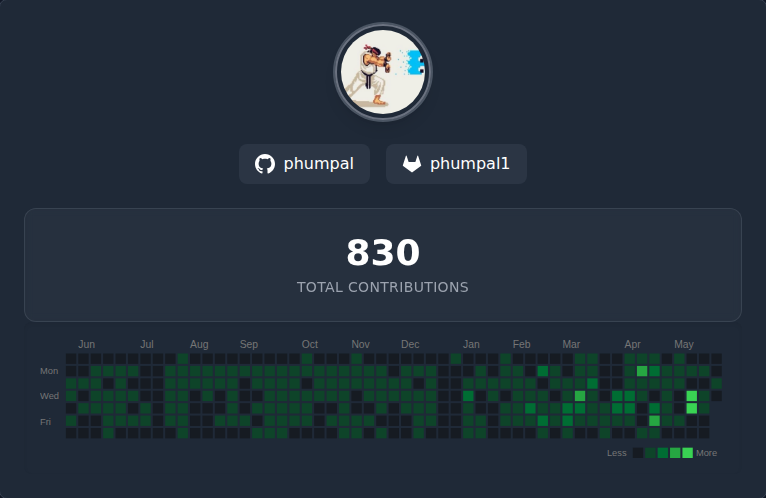 phumpal phumpal1
830
TOTAL CONTRIBUTIONS
Jun Jul Aug Sep Oct Nov Dec Jan Feb Mar Apr May
Mon
Wed
Fri
Less More